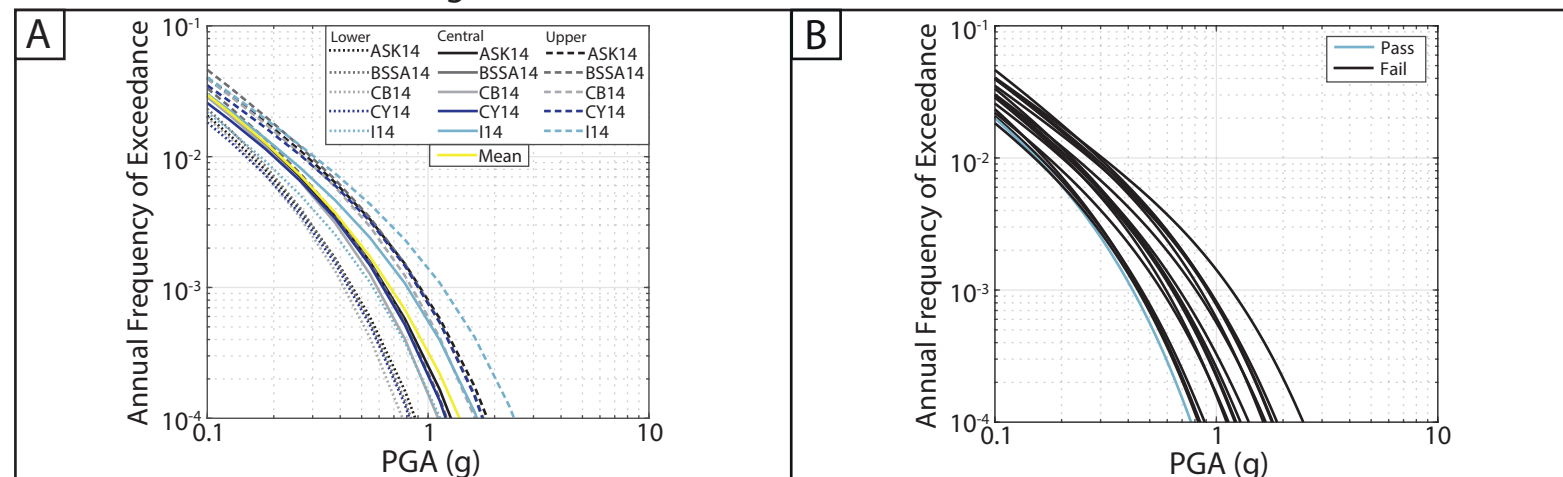 A
Annual Frequency of Exceedance
10-1
10-2
10-3
10-4
Lower Central Upper
ASK14 ASK14 ASK14
BSSA14 BSSA14 BSSA14
CB14 CB14 CB14
CY14 CY14 CY14
I14 I14 I14
Mean
0.1 1 10
PGA (g)
B
Annual Frequency of Exceedance
10-1
10-2
10-3
10-4
Pass
Fail
0.1 1 10
PGA (g)